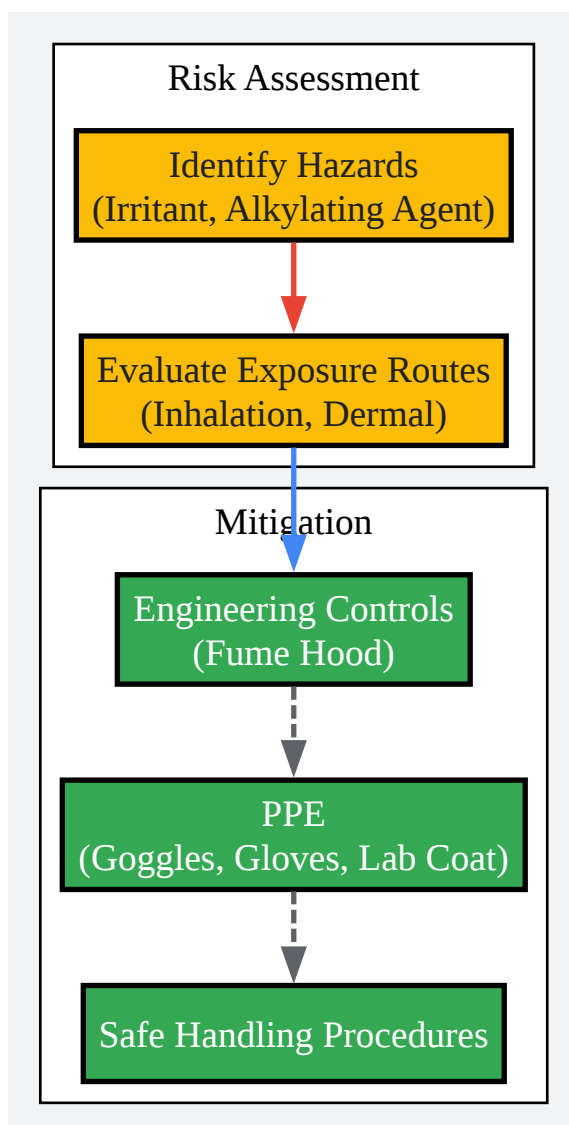 Risk Assessment
Identify Hazards
(Irritant, Alkylating Agent)
Evaluate Exposure Routes
(Inhalation, Dermal)
Mitigation
Engineering Controls
(Fume Hood)
PPE
(Goggles, Gloves, Lab Coat)
Safe Handling Procedures